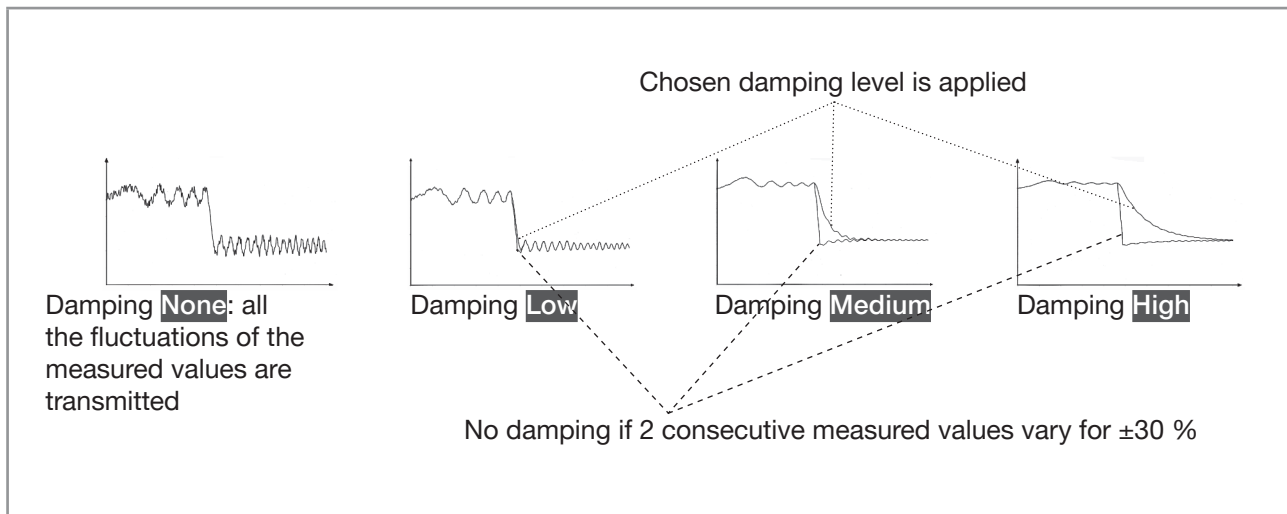 Chosen damping level is applied
Damping None: all
the fluctuations of the
measured values are
transmitted
Damping Low
Damping Medium
Damping High
No damping if 2 consecutive measured values vary for ±30 %